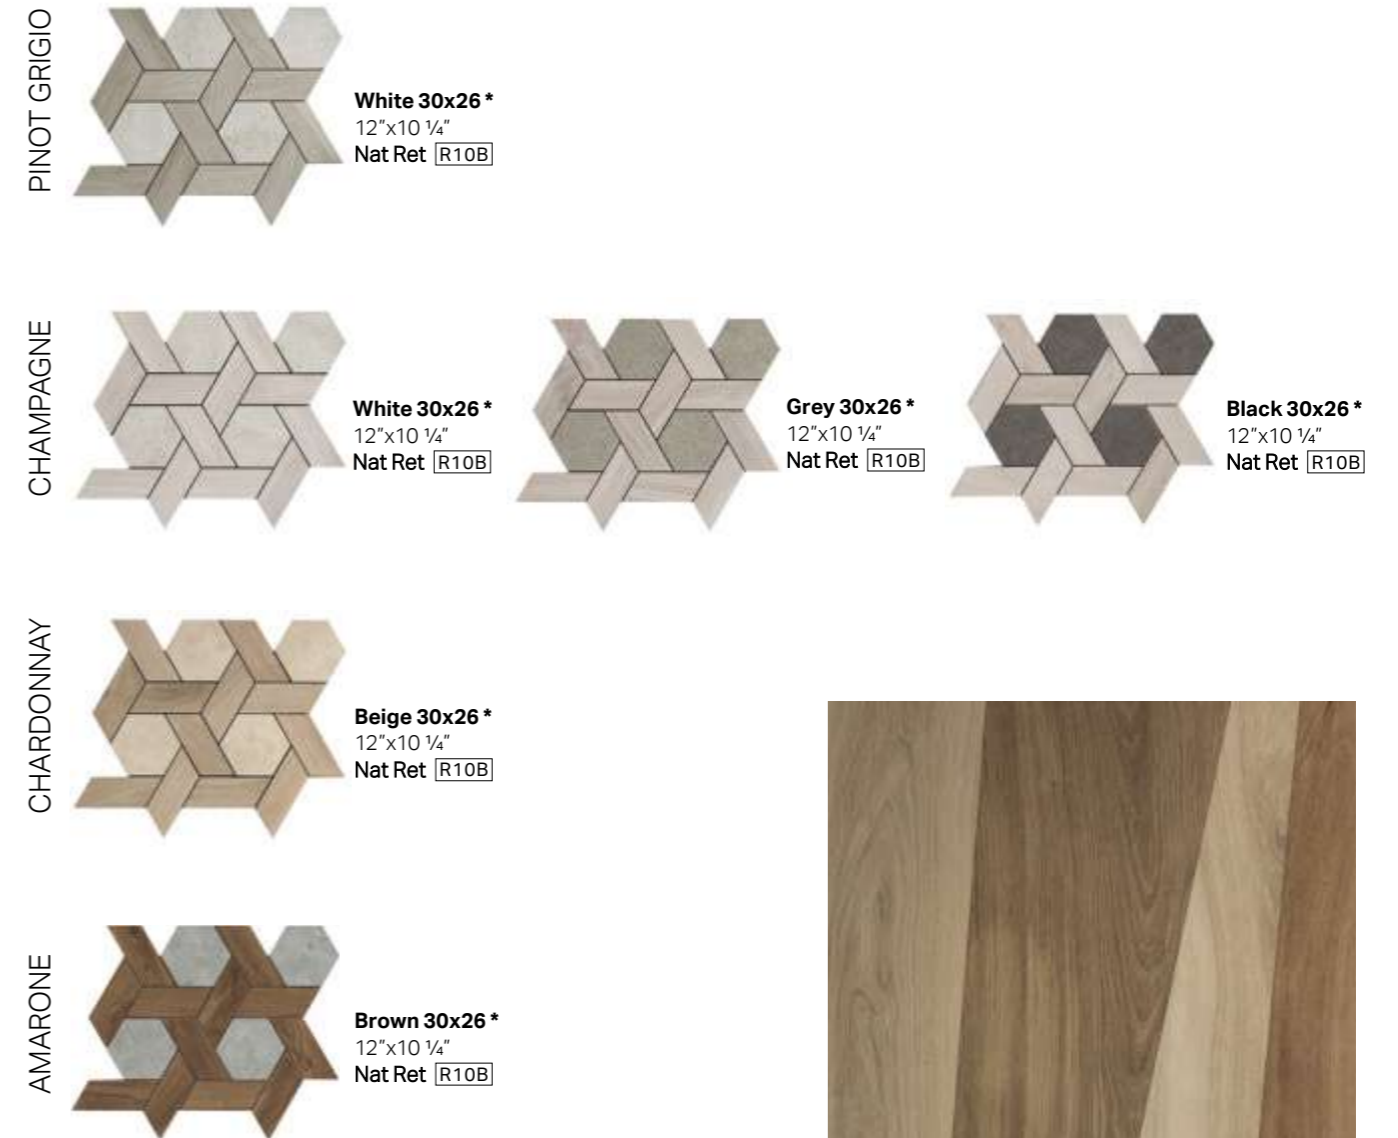 PINOT GRIGIO
White 30x26 *
12”x10 ¼”
Nat Ret R10B
CHAMPAGNE
White 30x26 *
12”x10 ¼”
Nat Ret R10B
Grey 30x26 *
12”x10 ¼”
Nat Ret R10B
Black 30x26 *
12”x10 ¼”
Nat Ret R10B
CHARDONNAY
Beige 30x26 *
12”x10 ¼”
Nat Ret R10B
AMARONE
Brown 30x26 *
12”x10 ¼”
Nat Ret R10B